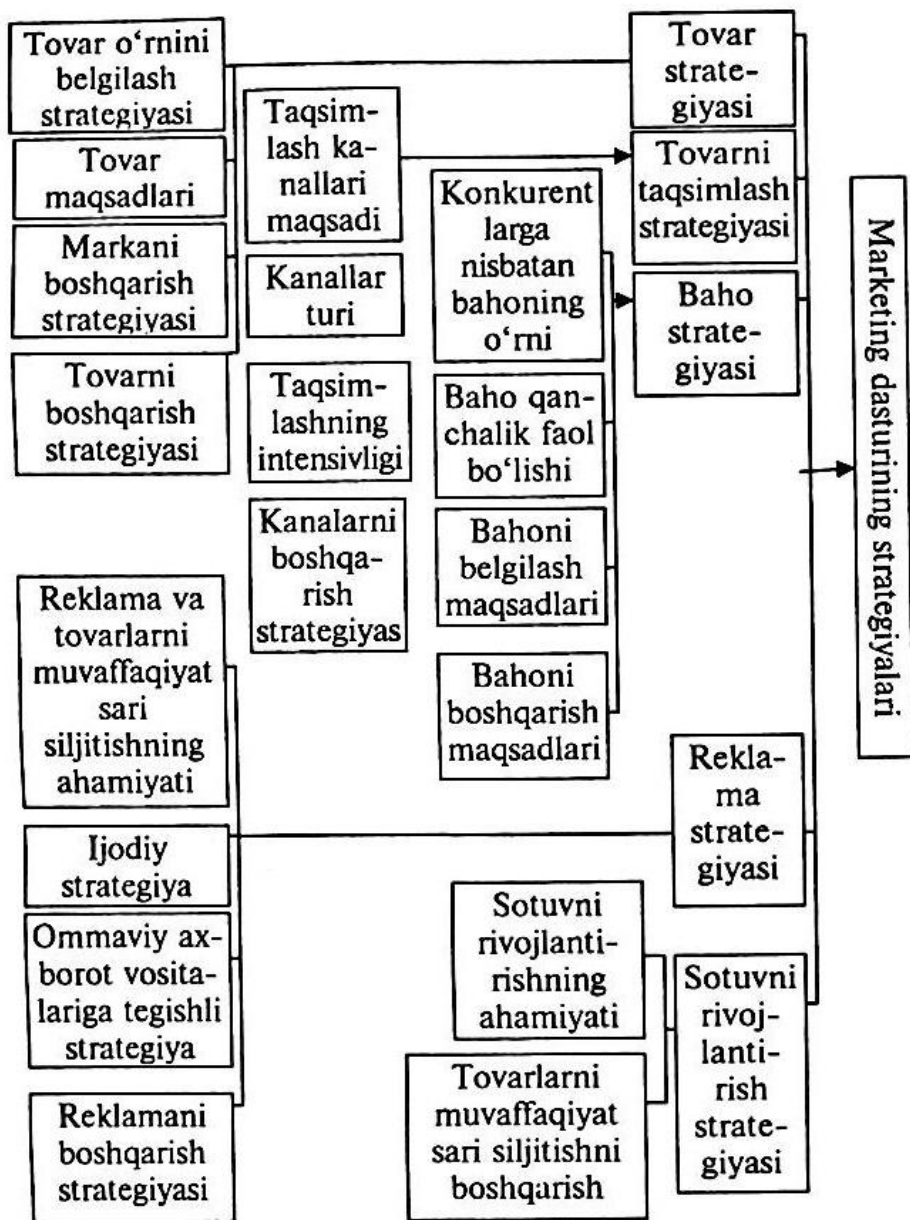 Tovar o‘rnini
belgilash
strategiyasi
Tovar
maqsadlari
Markani
boshqarish
strategiyasi
Tovarni
boshqarish
strategiyasi
Taqsim-
lash ka-
nallari
maqsadi
Kanallar
turi
Taqsim-
lashning
intensivligi
Kanalarni
boshqa-
rish
strategiyas
Konkurent
larga
nisbatan
bahoning
o‘rni
Baho qan-
chalik faol
bo‘lishi
Bahoni
belgilash
maqsadlari
Bahoni
boshqarish
maqsadlari
Tovar
strate-
giyasi
Tovarni
taqsimlash
strategiyasi
Baho
strate-
giyasi
Marketing dasturining strategiyalari
Reklama va
tovarlarni
muvaffaqiyat
sari
siljitishning
ahamiyati
Ijodiy
strategiya
Ommaviy ax-
borot vosita-
lariga tegishli
strategiya
Reklamani
boshqarish
strategiyasi
Rekla-
ma
strate-
giyasi
Sotuvni
rivojlanti-
rishning
ahamiyati
Tovarlarni
muvaffaqiyat
sari siljitishni
boshqarish
Sotuvni
rivoj-
lanti-
rish
strate-
giyasi